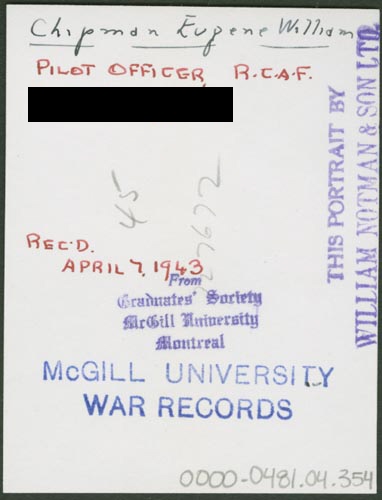 Chipman Eugene William
PILOT OFFICER, R.C.A.F.
45
REC'D.
APRIL 7, 1943
From
Graduates' Society
McGill University
Montreal
McGILL UNIVERSITY
WAR RECORDS
THIS PORTRAIT BY
WILLIAM NOTMAN & SON LTD.
0000-0481.04.354